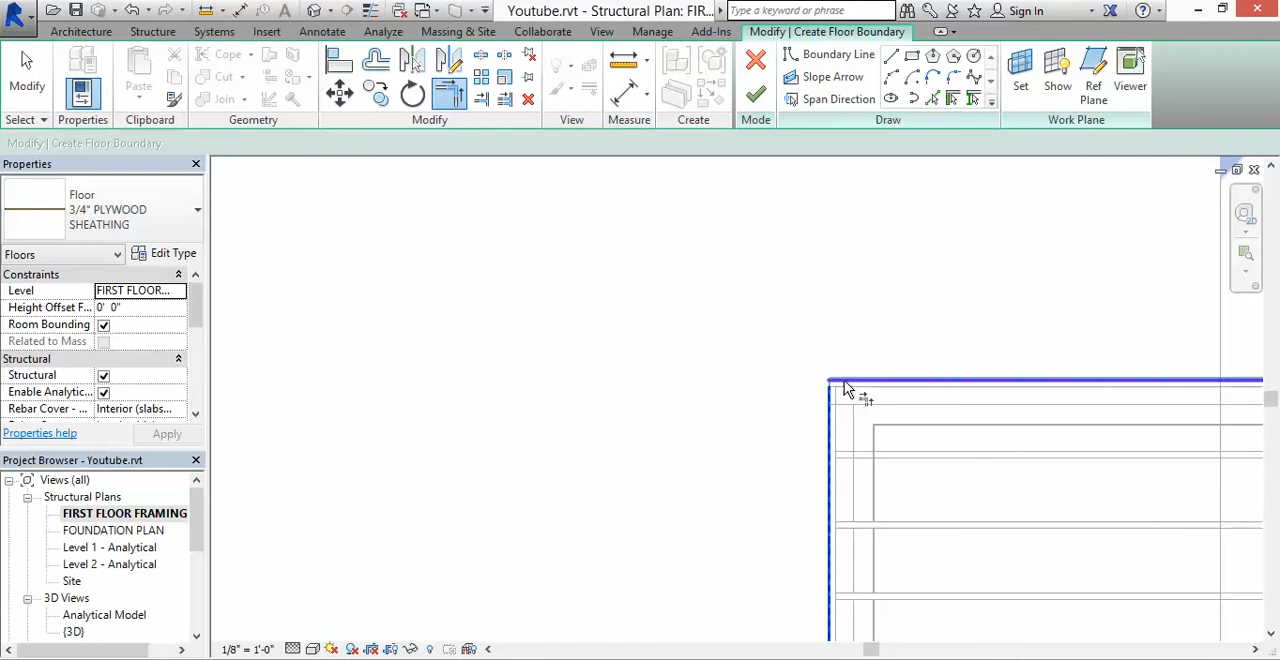 Youtube.rvt - Structural Plan: FIR...
Type a keyword or phrase
Sign In
Architecture Structure Systems Insert Annotate Analyze Massing & Site Collaborate View Manage Add-Ins Modify | Create Floor Boundary
Modify
Paste
Cope
Cut
Join
Boundary Line
Slope Arrow
Span Direction
Set
Show
Ref Plane
Viewer
Select Properties Clipboard Geometry Modify View Measure Create Mode Draw Work Plane
Modify | Create Floor Boundary
Properties
Floor
3/4" PLYWOOD
SHEATHING
Floors
Edit Type
Constraints
Level FIRST FLOOR...
Height Offset F... 0' 0"
Room Bounding
Related to Mass
Structural
Structural
Enable Analytic...
Rebar Cover - ... Interior (slabs...
Properties help
Apply
Project Browser - Youtube.rvt
Views (all)
Structural Plans
FIRST FLOOR FRAMING
FOUNDATION PLAN
Level 1 - Analytical
Level 2 - Analytical
Site
3D Views
Analytical Model
{3D}
2D
1/8" = 1'-0"